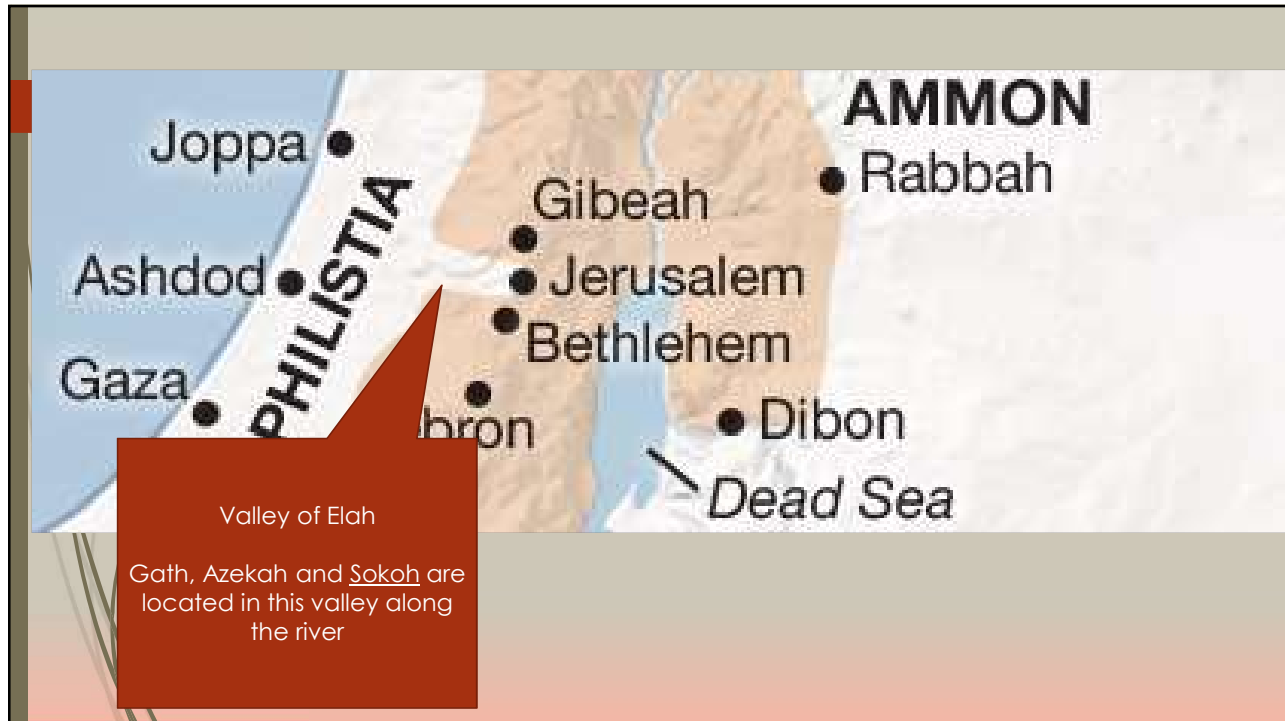 AMMON
Joppa
Rabbah
PHILISTIA
Gibeah
Ashdod
Jerusalem
Bethlehem
Gaza
bron
Dibon
Dead Sea
Valley of Elah
Gath, Azekah and Sokoh are
located in this valley along
the river